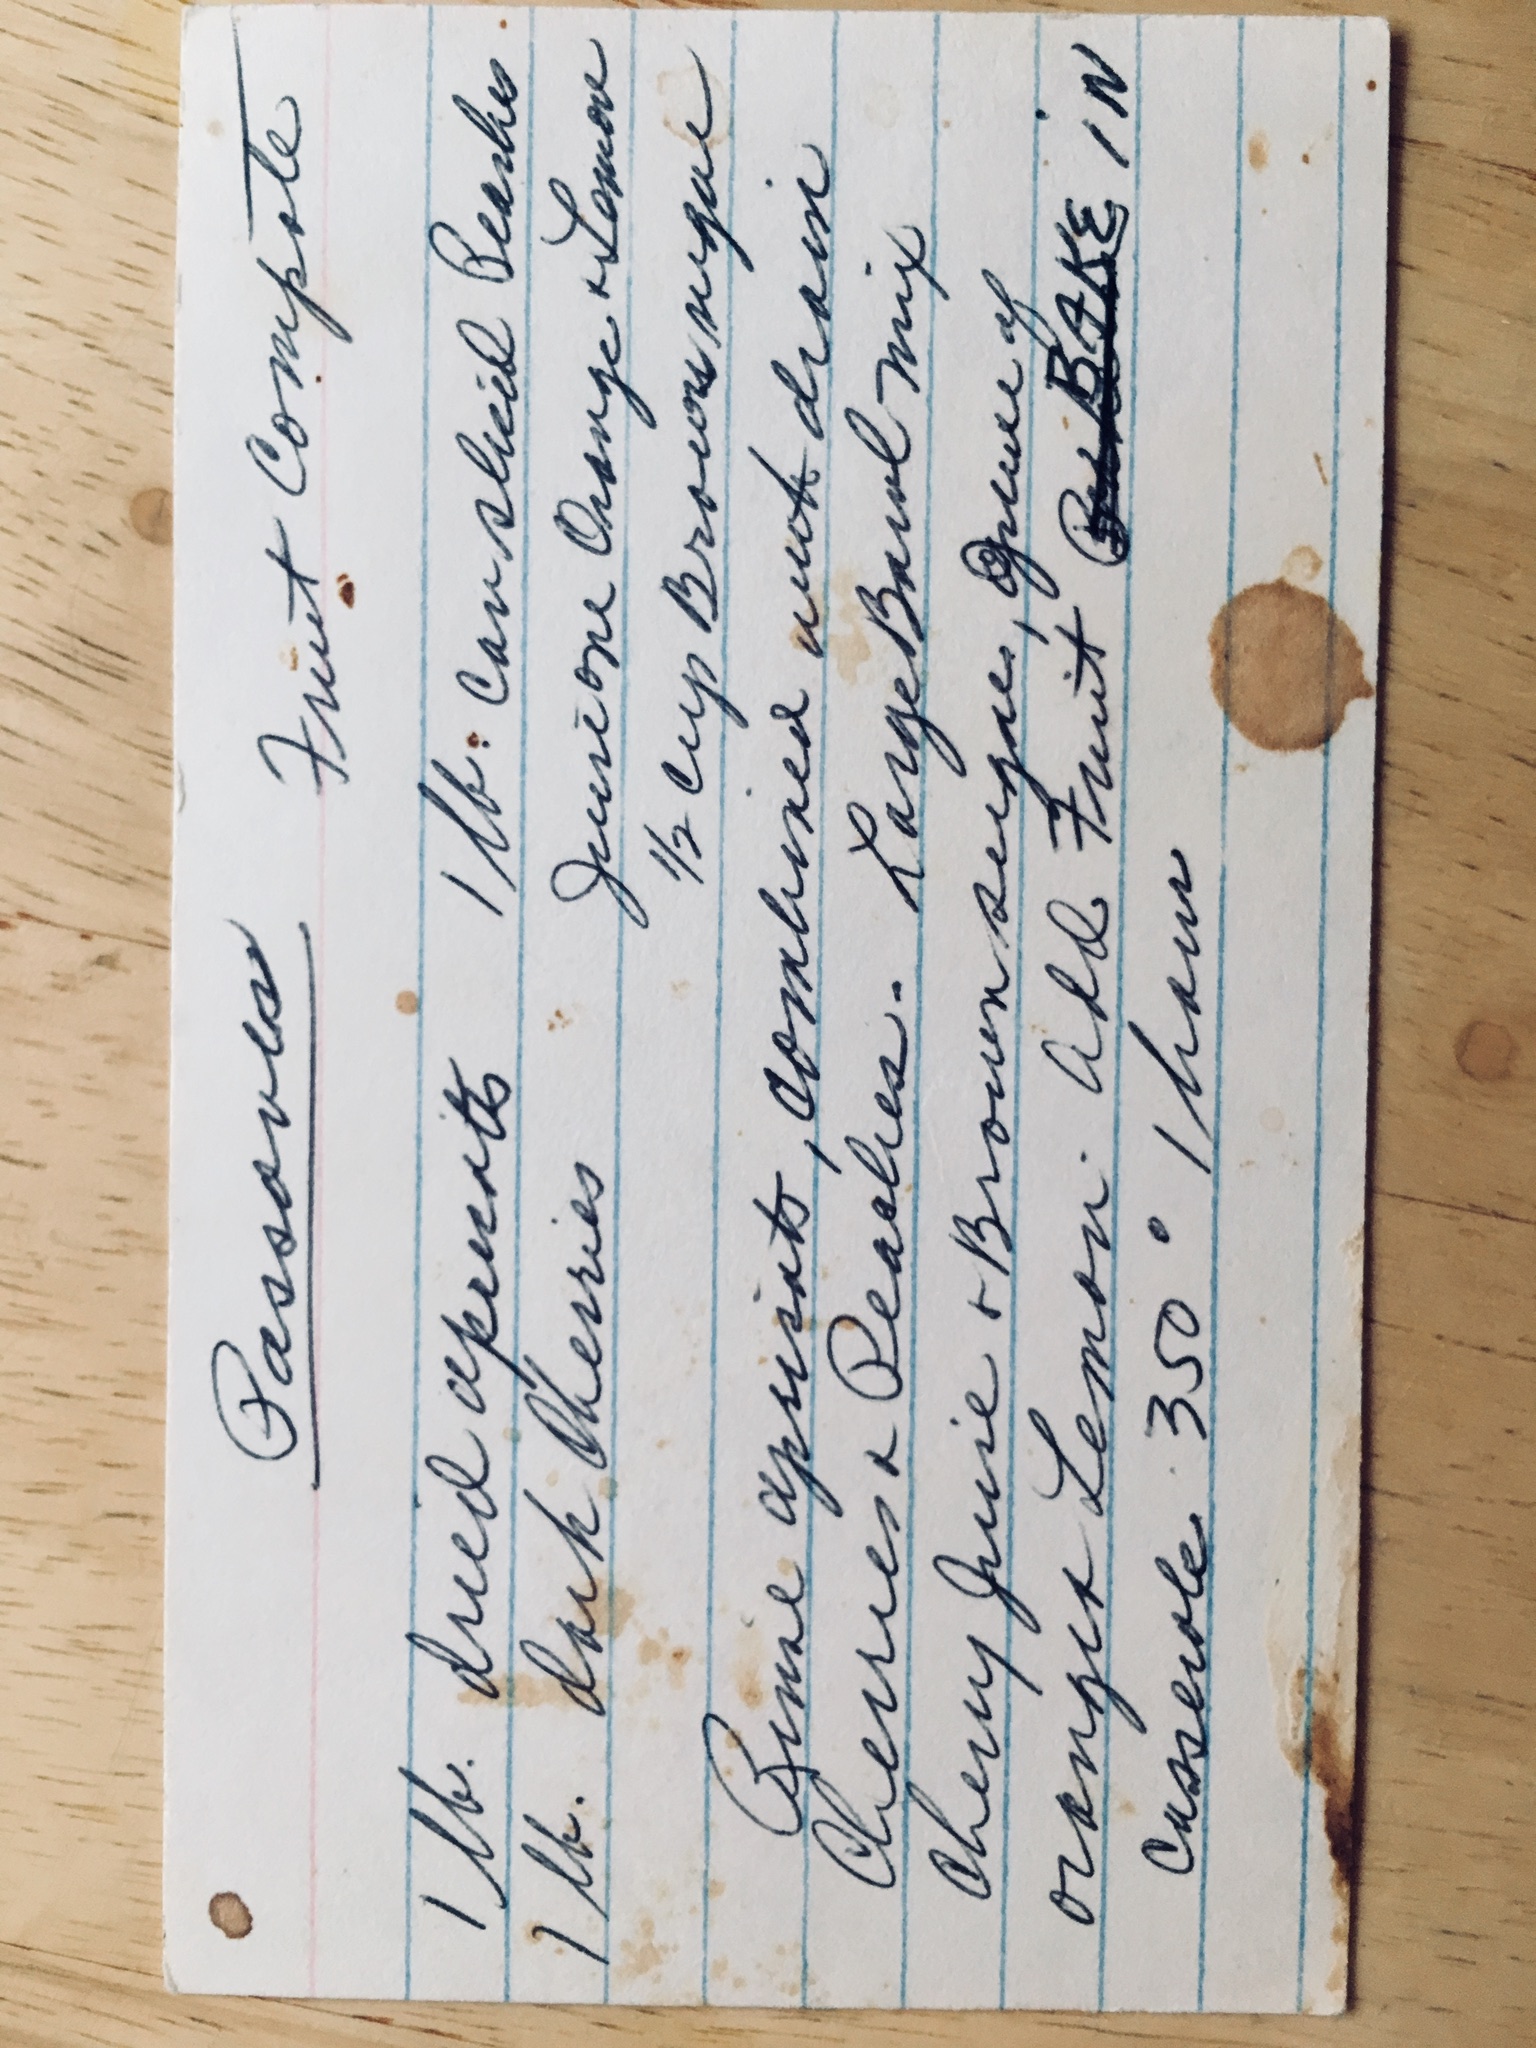 Passover Fruit Compote
1 lb. dried apricots 1 lb. can sliced Peaches
1 lb. dark Cherries Juice one Orange + Lemon
1/2 cup Brown sugar
Rinse apricots, combined with drain
Cherries + Peaches. Large Bowl mix
Cherry Juice + Brown sugar, Juice of
orange + Lemon. Add Fruit BAKE IN
Casserole 350° 1 hour